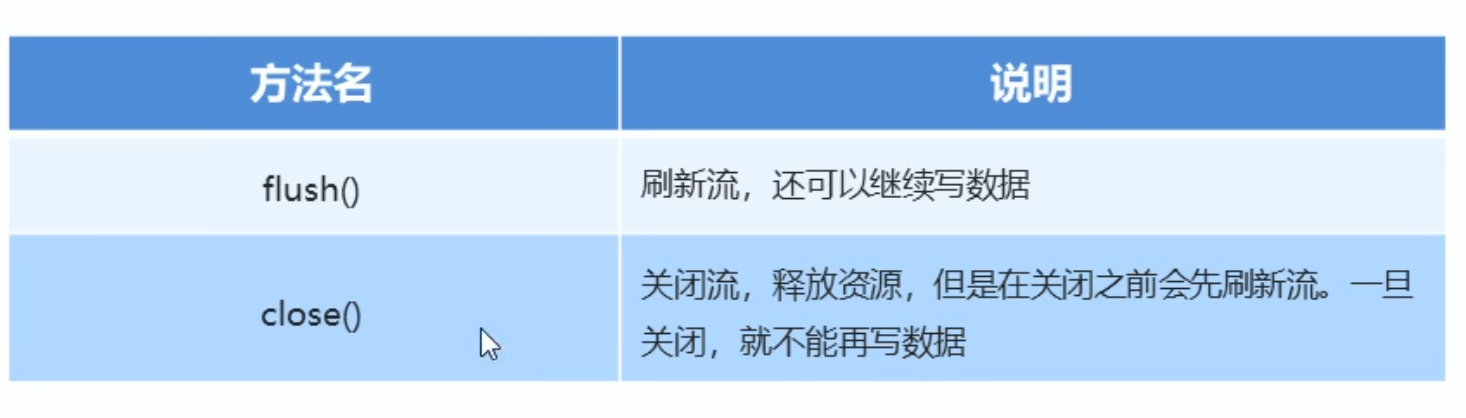 方法名 说明
flush() 刷新流，还可以继续写数据
close() 关闭流，释放资源，但是在关闭之前会先刷新流。一旦
关闭，就不能再写数据